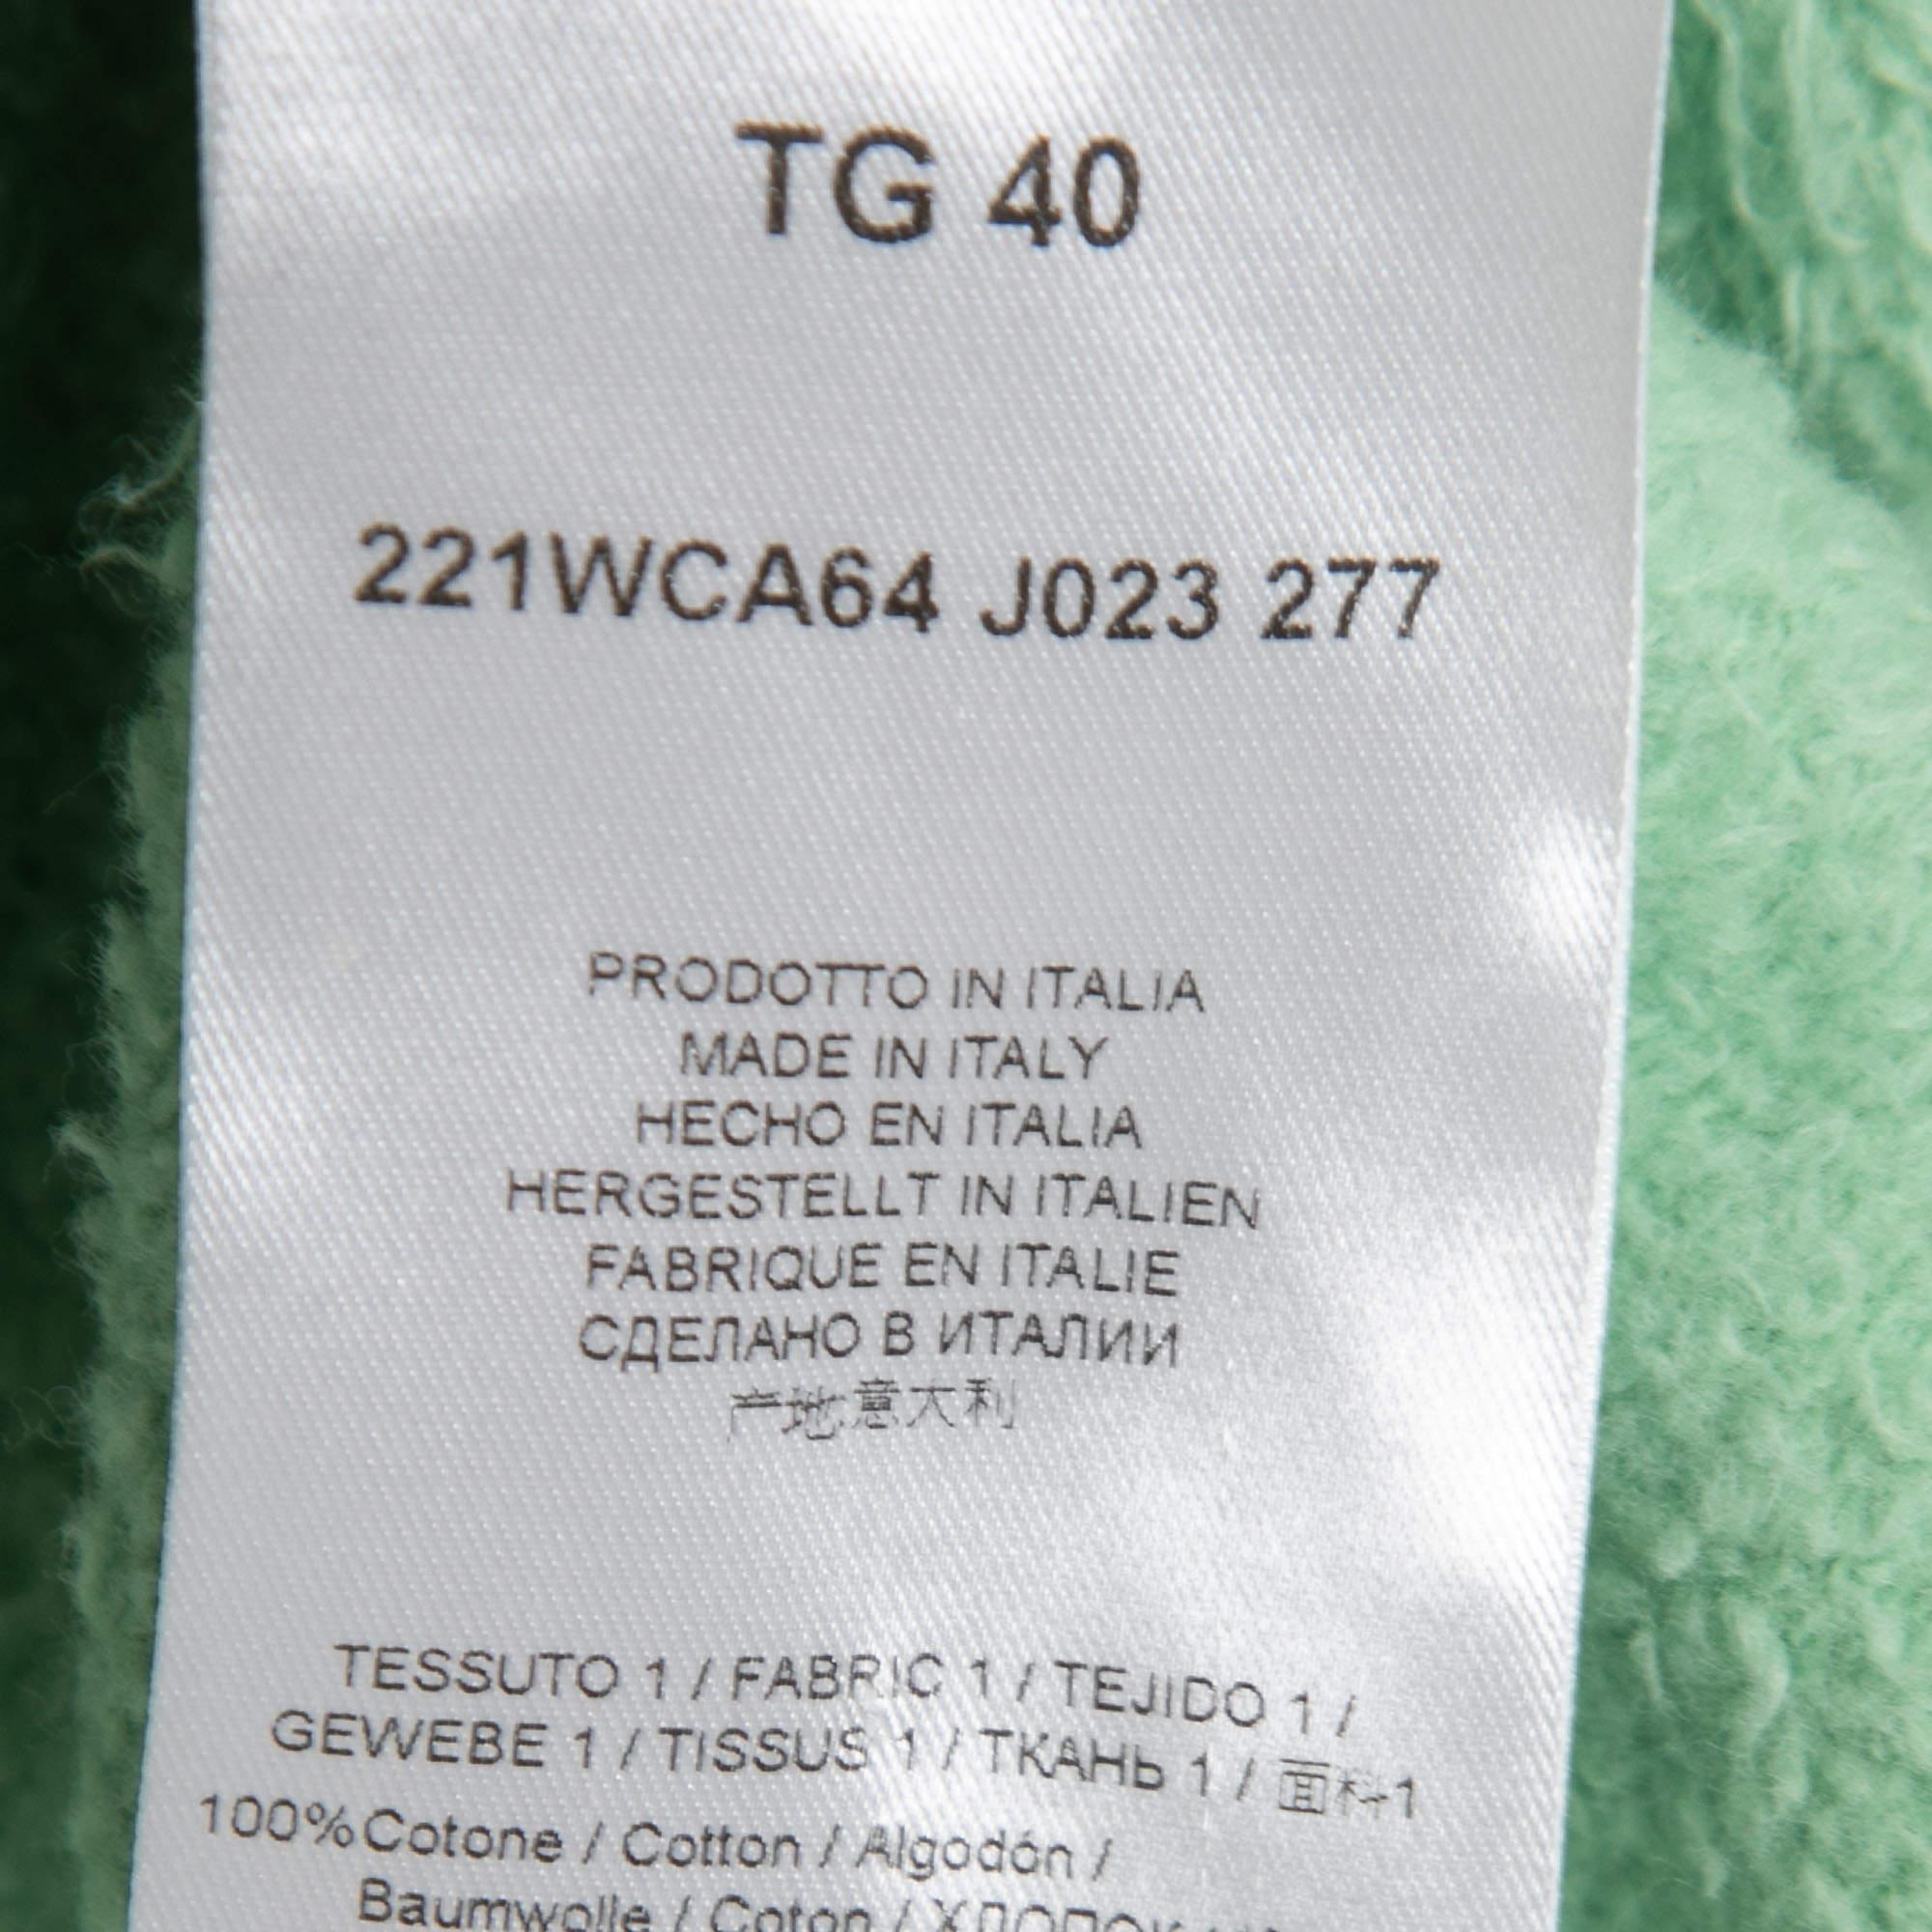 TG 40
221WCA64 J023 277
PRODOTTO IN ITALIA
MADE IN ITALY
HECHO EN ITALIA
HERGESTELLT IN ITALIEN
FABRIQUE EN ITALIE
СДЕЛАНО В ИТАЛИИ
产地意大利
TESSUTO 1 / FABRIC 1 / TEJIDO 1 /
GEWEBE 1 / TISSUS 1 / ТКАНЬ 1 / 面料1
100%Cotone / Cotton / Algodón /
Baumwolle / Coton / ХЛОПОК /